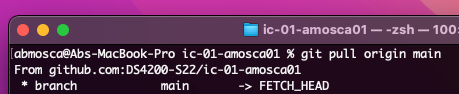 ic-01-amosca01 — -zsh — 100
abmosca@Abs-MacBook-Pro ic-01-amosca01 % git pull origin main
From github.com:DS4200-S22/ic-01-amosca01
 * branch            main       -> FETCH_HEAD